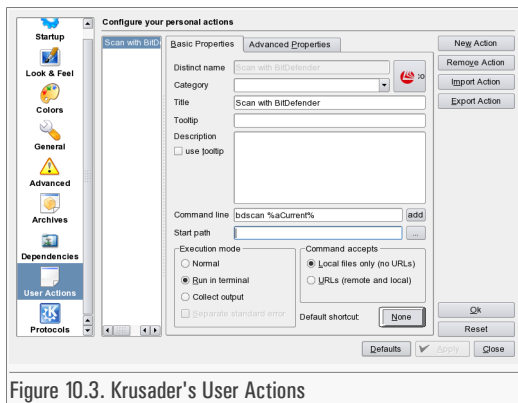 Configure your personal actions
Startup
Look & Feel
Colors
General
Advanced
Archives
Dependencies
User Actions
Protocols
Scan with BitD
Basic Properties
Advanced Properties
Distinct name
Scan with BitDefender
Category
Title
Scan with BitDefender
Tooltip
Description
use tooltip
Command line
bdscan %aCurrent%
add
Start path
...
Execution mode
Normal
Run in terminal
Collect output
Separate standard error
Command accepts
Local files only (no URLs)
URLs (remote and local)
Default shortcut:
None
New Action
Remove Action
Import Action
Export Action
Ok
Reset
Defaults
Apply
Close
Figure 10.3. Krusader's User Actions